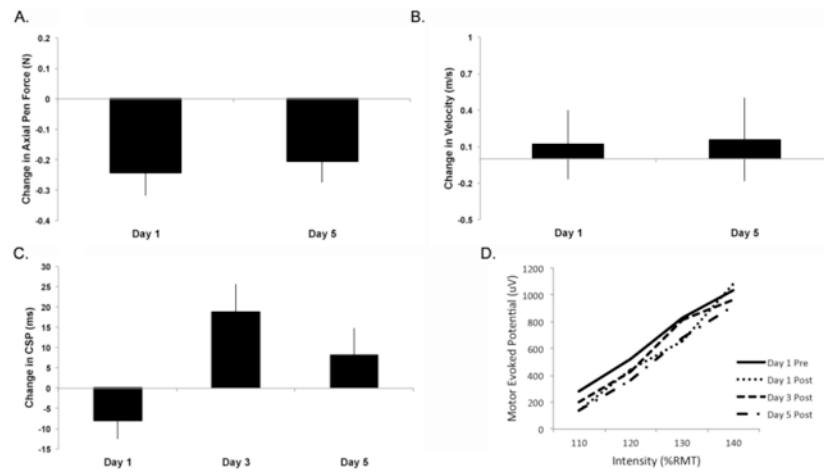 A.
Change in Axial Pen Force (N)
0.2
0.1
0
-0.1
-0.2
-0.3
-0.4
Day 1 Day 5
B.
Change in Velocity (m/s)
1
0.7
0.4
0.1
-0.2
-0.5
Day 1 Day 5
C.
Change in CSP (ms)
30
25
20
15
10
5
0
-5
-10
-15
Day 1 Day 3 Day 5
D.
Motor Evoked Potential (uV)
1200
1000
800
600
400
200
0
110 120 130 140
Intensity (%RMT)
Day 1 Pre
Day 1 Post
Day 3 Post
Day 5 Post